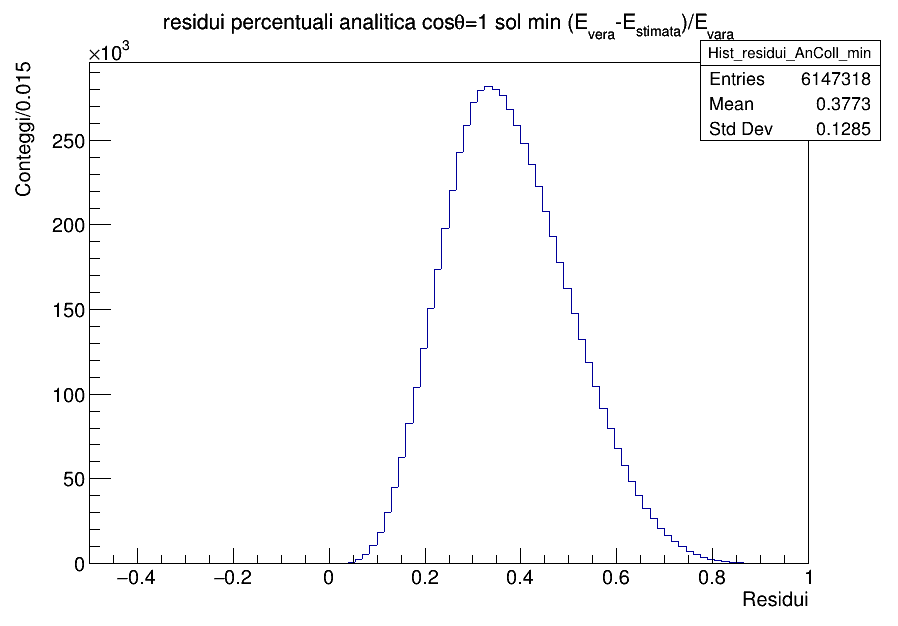 residui percentuali analitica cosθ=1 sol min (E_vera-E_stimata)/E_vara
×10³
Hist_residui_AnColl_min
Entries 6147318
Mean 0.3773
Std Dev 0.1285
Conteggi/0.015
250
200
150
100
50
0
−0.4 −0.2 0 0.2 0.4 0.6 0.8 1
Residui